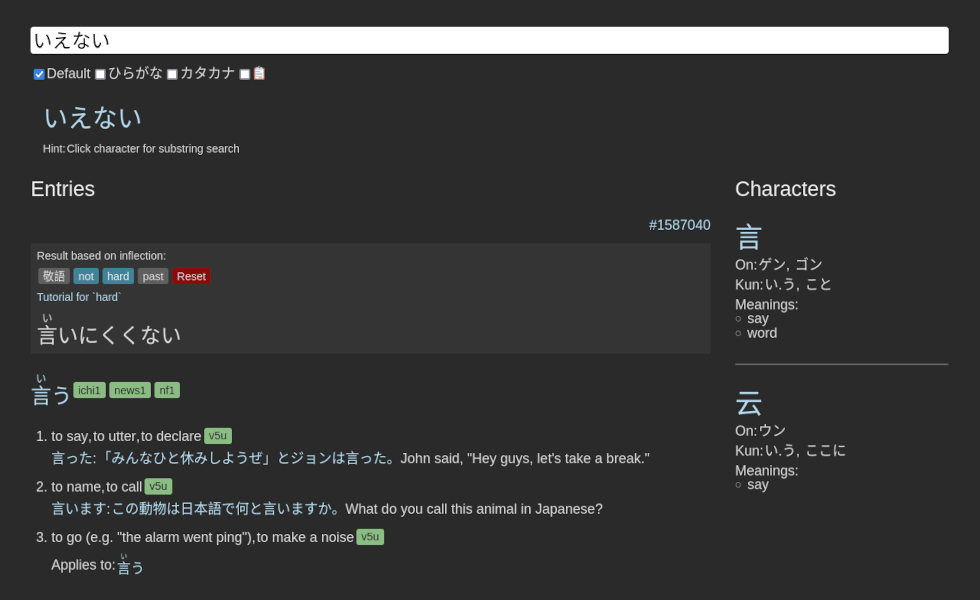 いえない
Default ひらがな カタカナ 📋
いえない
Hint: Click character for substring search
Entries
#1587040
Result based on inflection:
敬語 not hard past Reset
Tutorial for `hard`
い
言いにくくない
い
言う ichi1 news1 nf1
1. to say, to utter, to declare v5u
言った:「みんなひと休みしようぜ」とジョンは言った。John said, "Hey guys, let's take a break."
2. to name, to call v5u
言います:この動物は日本語で何と言いますか。What do you call this animal in Japanese?
3. to go (e.g. "the alarm went ping"), to make a noise v5u
い
Applies to: 言う
Characters
言
On: ゲン, ゴン
Kun: い.う, こと
Meanings:
○ say
○ word
云
On: ウン
Kun: い.う, ここに
Meanings:
○ say